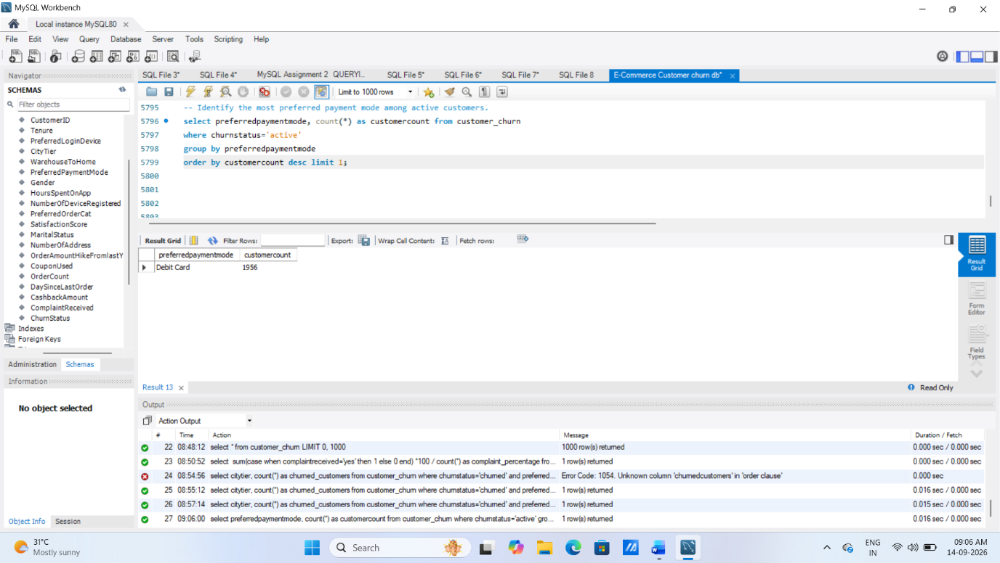 MySQL Workbench
Local instance MySQL80
File Edit View Query Database Server Tools Scripting Help
Navigator
SCHEMAS
Filter objects
CustomerID
Tenure
PreferredLoginDevice
CityTier
WarehouseToHome
PreferredPaymentMode
Gender
HoursSpentOnApp
NumberOfDeviceRegistered
PreferredOrderCat
SatisfactionScore
MaritalStatus
NumberOfAddress
OrderAmountHikeFromlastY
CouponUsed
OrderCount
DaySinceLastOrder
CashbackAmount
ComplaintReceived
ChurnStatus
Indexes
Foreign Keys
Administration Schemas
Information
No object selected
Object Info Session
SQL File 3* SQL File 4* MySQL Assignment 2 QUERYI... SQL File 5* SQL File 6* SQL File 7* SQL File 8 E-Commerce Customer churn db*
Limit to 1000 rows
5795 -- Identify the most preferred payment mode among active customers.
5796 select preferredpaymentmode, count(*) as customercount from customer_churn
5797 where churnstatus='active'
5798 group by preferredpaymentmode
5799 order by customercount desc limit 1;
5800
5801
5802
5803
Result Grid Filter Rows: Export: Wrap Cell Content: Fetch rows:
preferredpaymentmode customercount
Debit Card 1956
Result Grid
Form Editor
Field Types
Result 13 Read Only
Output
Action Output
# Time Action Message Duration / Fetch
22 08:48:12 select * from customer_churn LIMIT 0, 1000 1000 row(s) returned 0.000 sec / 0.000 sec
23 08:50:52 select sum(case when complaintreceived='yes' then 1 else 0 end) *100 / count(*) as complaint_percentage fro... 1 row(s) returned 0.000 sec / 0.000 sec
24 08:54:56 select citytier, count(*) as churned_customers from customer_churn where churnstatus='churned' and preferred... Error Code: 1054. Unknown column 'churnedcustomers' in 'order clause' 0.000 sec
25 08:55:12 select citytier, count(*) as churned_customers from customer_churn where churnstatus='churned' and preferred... 1 row(s) returned 0.016 sec / 0.000 sec
26 08:57:14 select citytier, count(*) as churned_customers from customer_churn where churnstatus='churned' and preferred... 1 row(s) returned 0.015 sec / 0.000 sec
27 09:06:00 select preferredpaymentmode, count(*) as customercount from customer_churn where churnstatus='active' gro... 1 row(s) returned 0.016 sec / 0.000 sec
31°C
Mostly sunny
Search
ENG
IN
09:06 AM
14-09-2026